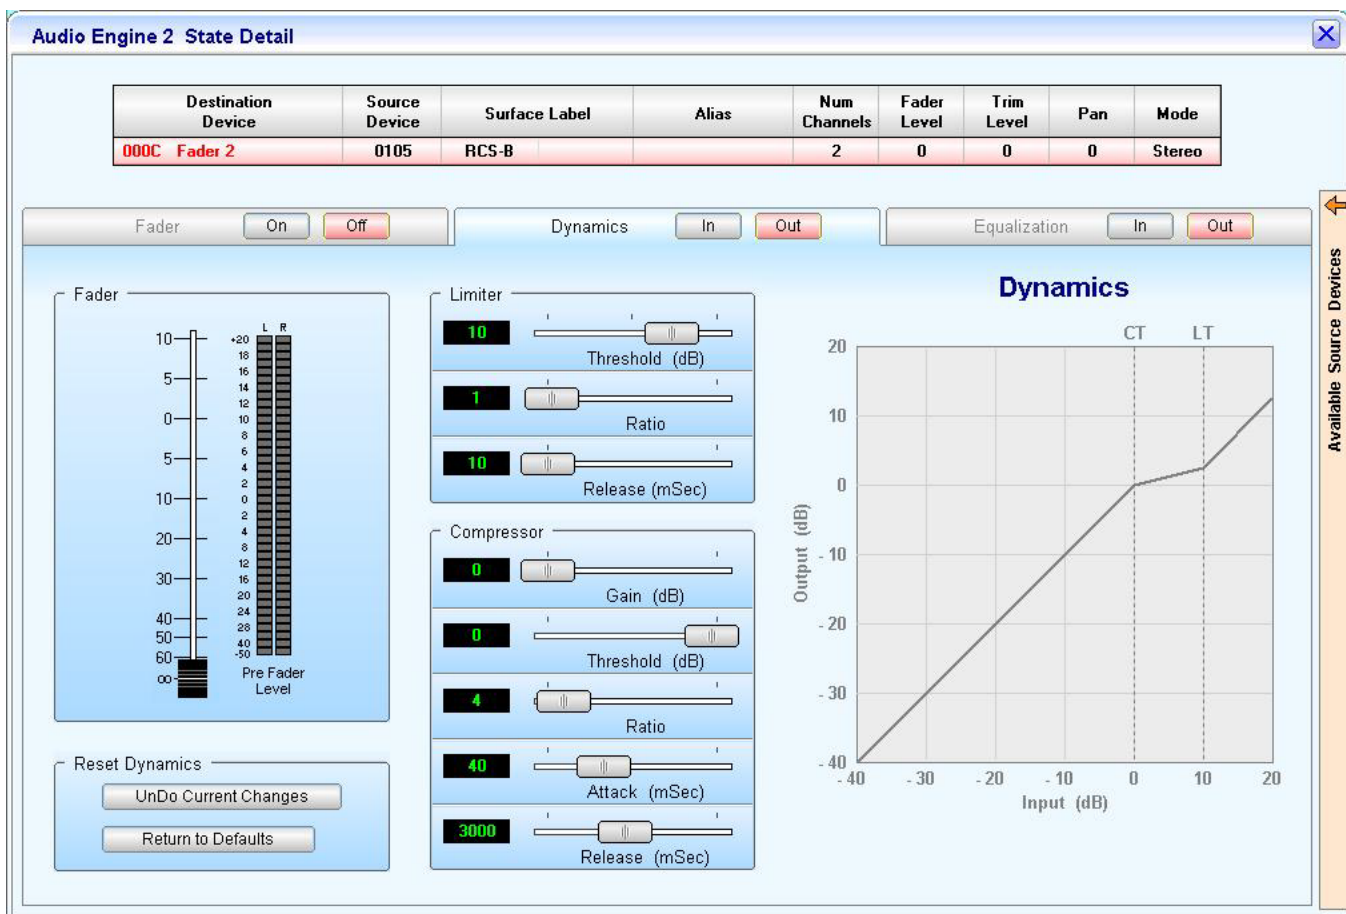 Audio Engine 2 State Detail
Destination Device
Source Device
Surface Label
Alias
Num Channels
Fader Level
Trim Level
Pan
Mode
000C Fader 2
0105
RCS-B
2
0
0
0
Stereo
Fader
On
Off
Dynamics
In
Out
Equalization
In
Out
Available Source Devices
Fader
10
5
0
5
10
20
30
40
50
60
∞
L R
+20
18
16
14
12
10
8
6
4
2
0
2
4
8
12
16
20
24
28
40
-50
Pre Fader
Level
Reset Dynamics
UnDo Current Changes
Return to Defaults
Limiter
10
Threshold (dB)
1
Ratio
10
Release (mSec)
Compressor
0
Gain (dB)
0
Threshold (dB)
4
Ratio
40
Attack (mSec)
3000
Release (mSec)
Dynamics
CT
LT
20
10
0
- 10
- 20
- 30
- 40
Output (dB)
- 40
- 30
- 20
- 10
0
10
20
Input (dB)